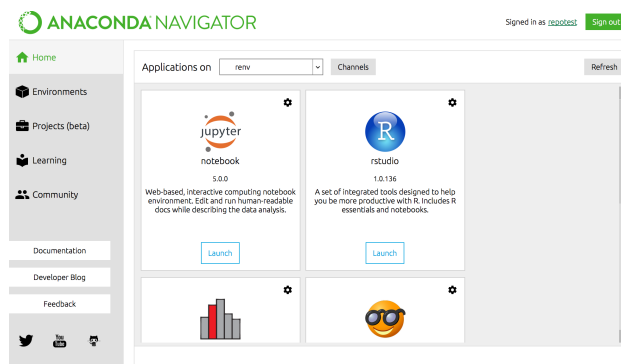 ANACONDA NAVIGATOR
Signed in as repotest
Sign out
Home
Environments
Projects (beta)
Learning
Community
Documentation
Developer Blog
Feedback
You
Tube
Applications on
renv
Channels
Refresh
jupyter
notebook
5.0.0
Web-based, interactive computing notebook
environment. Edit and run human-readable
docs while describing the data analysis.
Launch
R
rstudio
1.0.136
A set of integrated tools designed to help
you be more productive with R. Includes R
essentials and notebooks.
Launch